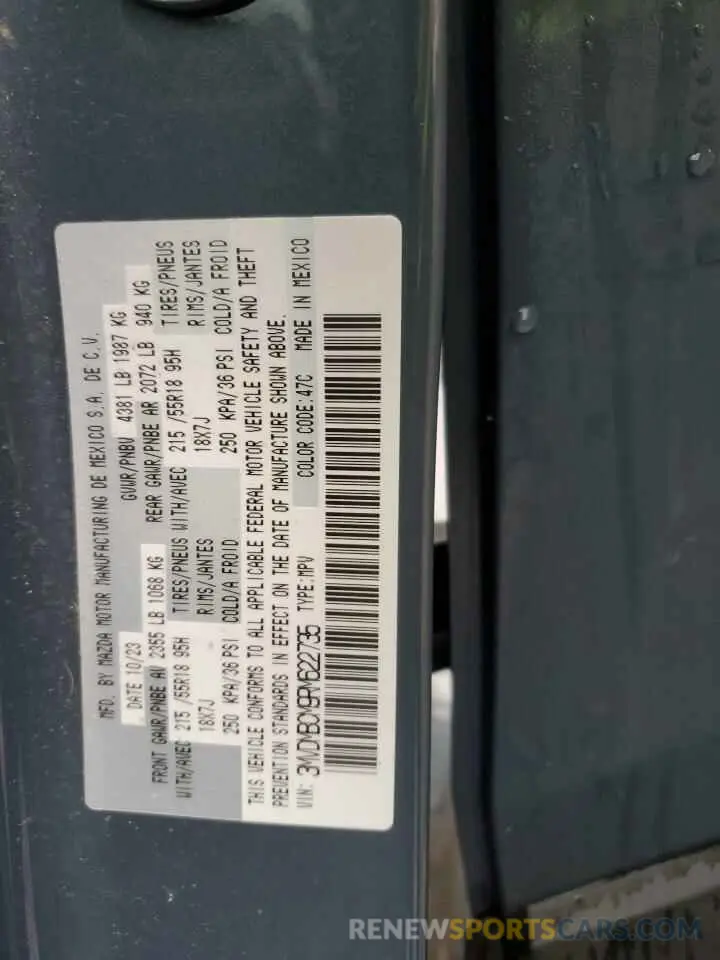 MFD. BY MAZDA MOTOR MANUFACTURING DE MEXICO S.A. DE C.V.
DATE 10/23 GVWR/PNBV 4381 LB 1987 KG
FRONT GAWR/PNBE AV 2355 LB 1068 KG REAR GAWR/PNBE AR 2072 LB 940 KG
WITH/AVEC 215 /55R18 95H TIRES/PNEUS WITH/AVEC 215 /55R18 95H TIRES/PNEUS
18X7J RIMS/JANTES 18X7J RIMS/JANTES
250 KPA/36 PSI COLD/A FROID 250 KPA/36 PSI COLD/A FROID
THIS VEHICLE CONFORMS TO ALL APPLICABLE FEDERAL MOTOR VEHICLE SAFETY AND THEFT
PREVENTION STANDARDS IN EFFECT ON THE DATE OF MANUFACTURE SHOWN ABOVE.
VIN: 3MVDMBCM9RM622735 TYPE:MPV COLOR CODE:47C MADE IN MEXICO
RENEWSPORTSCARS.COM